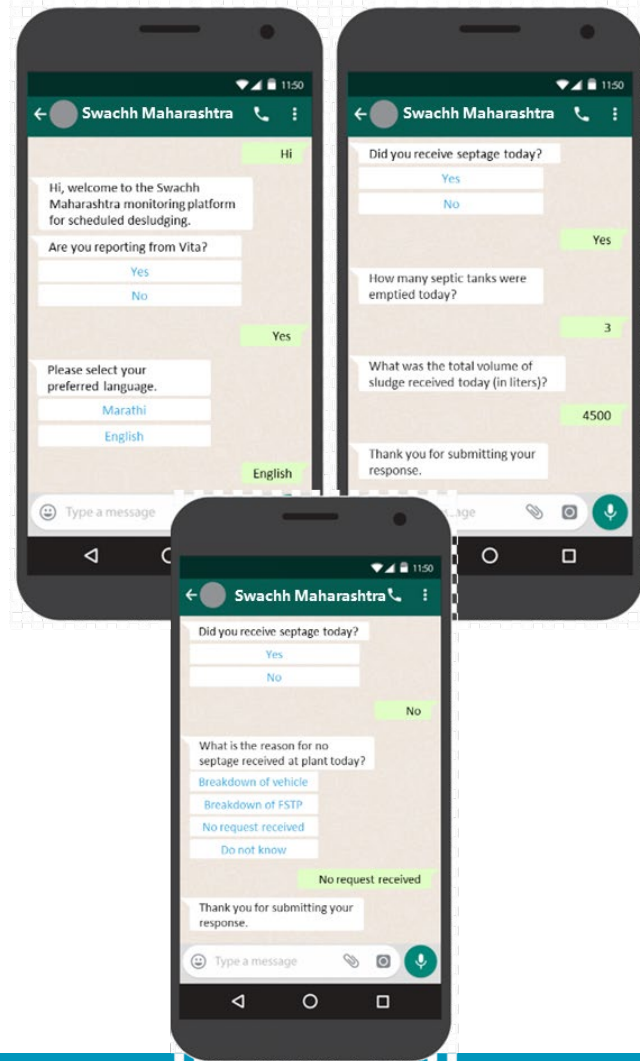 11:50
Swachh Maharashtra
Hi
Hi, welcome to the Swachh
Maharashtra monitoring platform
for scheduled desludging.
Are you reporting from Vita?
Yes
No
Yes
Please select your
preferred language.
Marathi
English
English
Type a message
11:50
Swachh Maharashtra
Did you receive septage today?
Yes
No
Yes
How many septic tanks were
emptied today?
3
What was the total volume of
sludge received today (in liters)?
4500
Thank you for submitting your
response.
11:50
Swachh Maharashtra
Did you receive septage today?
Yes
No
No
What is the reason for no
septage received at plant today?
Breakdown of vehicle
Breakdown of FSTP
No request received
Do not know
No request received
Thank you for submitting your
response.
Type a message